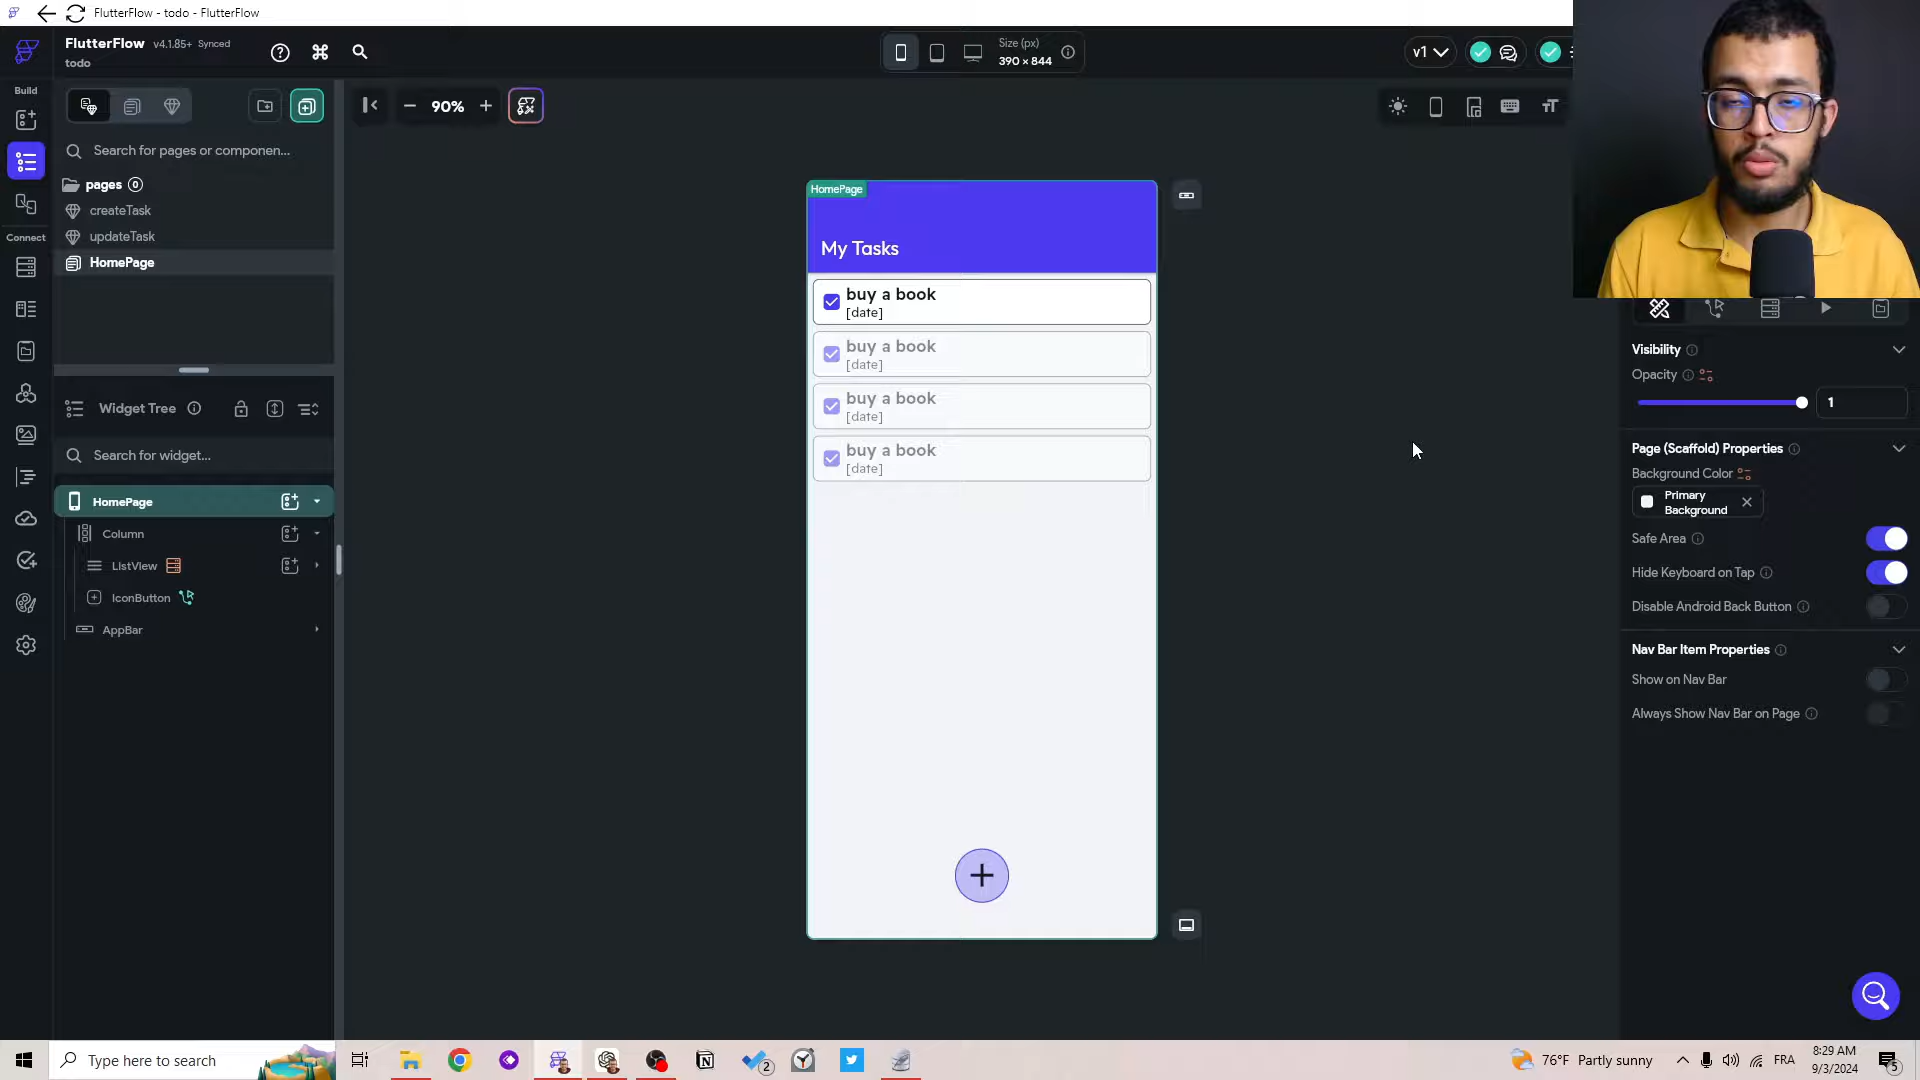 FlutterFlow - todo - FlutterFlow
FlutterFlow v4.1.85+ Synced
todo
Size (px)
390 × 844
v1
Build
90%
Search for pages or componen...
pages 0
createTask
updateTask
HomePage
Connect
Widget Tree
Search for widget...
HomePage
Column
ListView
IconButton
AppBar
HomePage
My Tasks
buy a book
[date]
buy a book
[date]
buy a book
[date]
buy a book
[date]
Visibility
Opacity
1
Page (Scaffold) Properties
Background Color
Primary
Background
Safe Area
Hide Keyboard on Tap
Disable Android Back Button
Nav Bar Item Properties
Show on Nav Bar
Always Show Nav Bar on Page
Type here to search
2
76°F Partly sunny
FRA
8:29 AM
9/3/2024
5